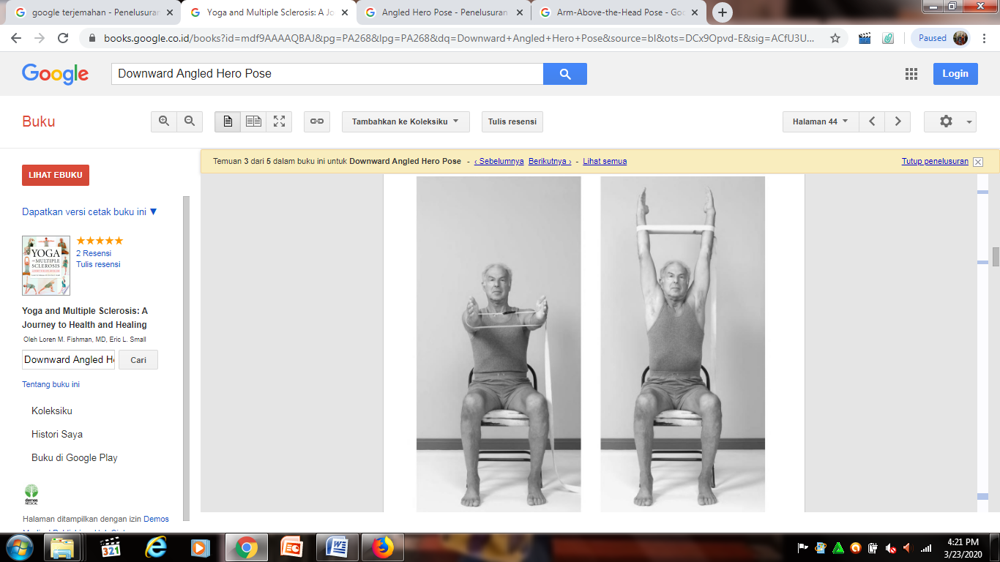 google terjemahan - Penelusuran
Yoga and Multiple Sclerosis: A Jo
Angled Hero Pose - Penelusuran
Arm-Above-the-Head Pose - Goo
books.google.co.id/books?id=mdf9AAAAQBAJ&pg=PA268&lpg=PA268&dq=Downward+Angled+Hero+Pose&source=bl&ots=DCx9Opvd-E&sig=ACfU3U...
Paused
Google
Downward Angled Hero Pose
Login
Buku
Tambahkan ke Koleksiku
Tulis resensi
Halaman 44
Temuan 3 dari 5 dalam buku ini untuk Downward Angled Hero Pose - ‹ Sebelumnya Berikutnya › - Lihat semua
Tutup penelusuran
LIHAT EBUKU
Dapatkan versi cetak buku ini ▼
YOGA
MULTIPLE
SCLEROSIS
2 Resensi
Tulis resensi
Yoga and Multiple Sclerosis: A
Journey to Health and Healing
Oleh Loren M. Fishman, MD, Eric L. Small
Downward Angled He
Cari
Tentang buku ini
Koleksiku
Histori Saya
Buku di Google Play
demos
MEDICAL
Halaman ditampilkan dengan izin Demos
321
4:21 PM
3/23/2020